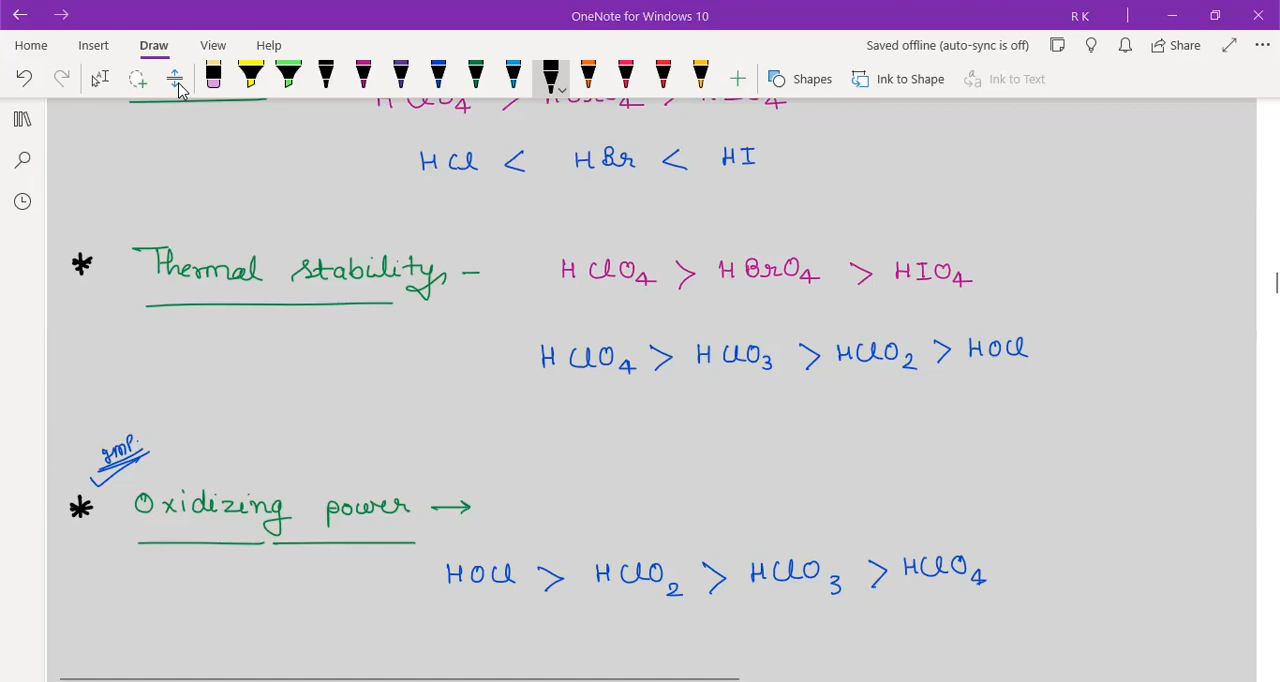 OneNote for Windows 10
R K
Home Insert Draw View Help
Saved offline (auto-sync is off) Share
Shapes Ink to Shape Ink to Text
HClO4 >
HCl < HBr < HI
* Thermal stability, - HClO4 > HBrO4 > HIO4
HClO4 > HClO3 > HClO2 > HOCl
Imp.
* Oxidizing power →
HOCl > HClO2 > HClO3 > HClO4